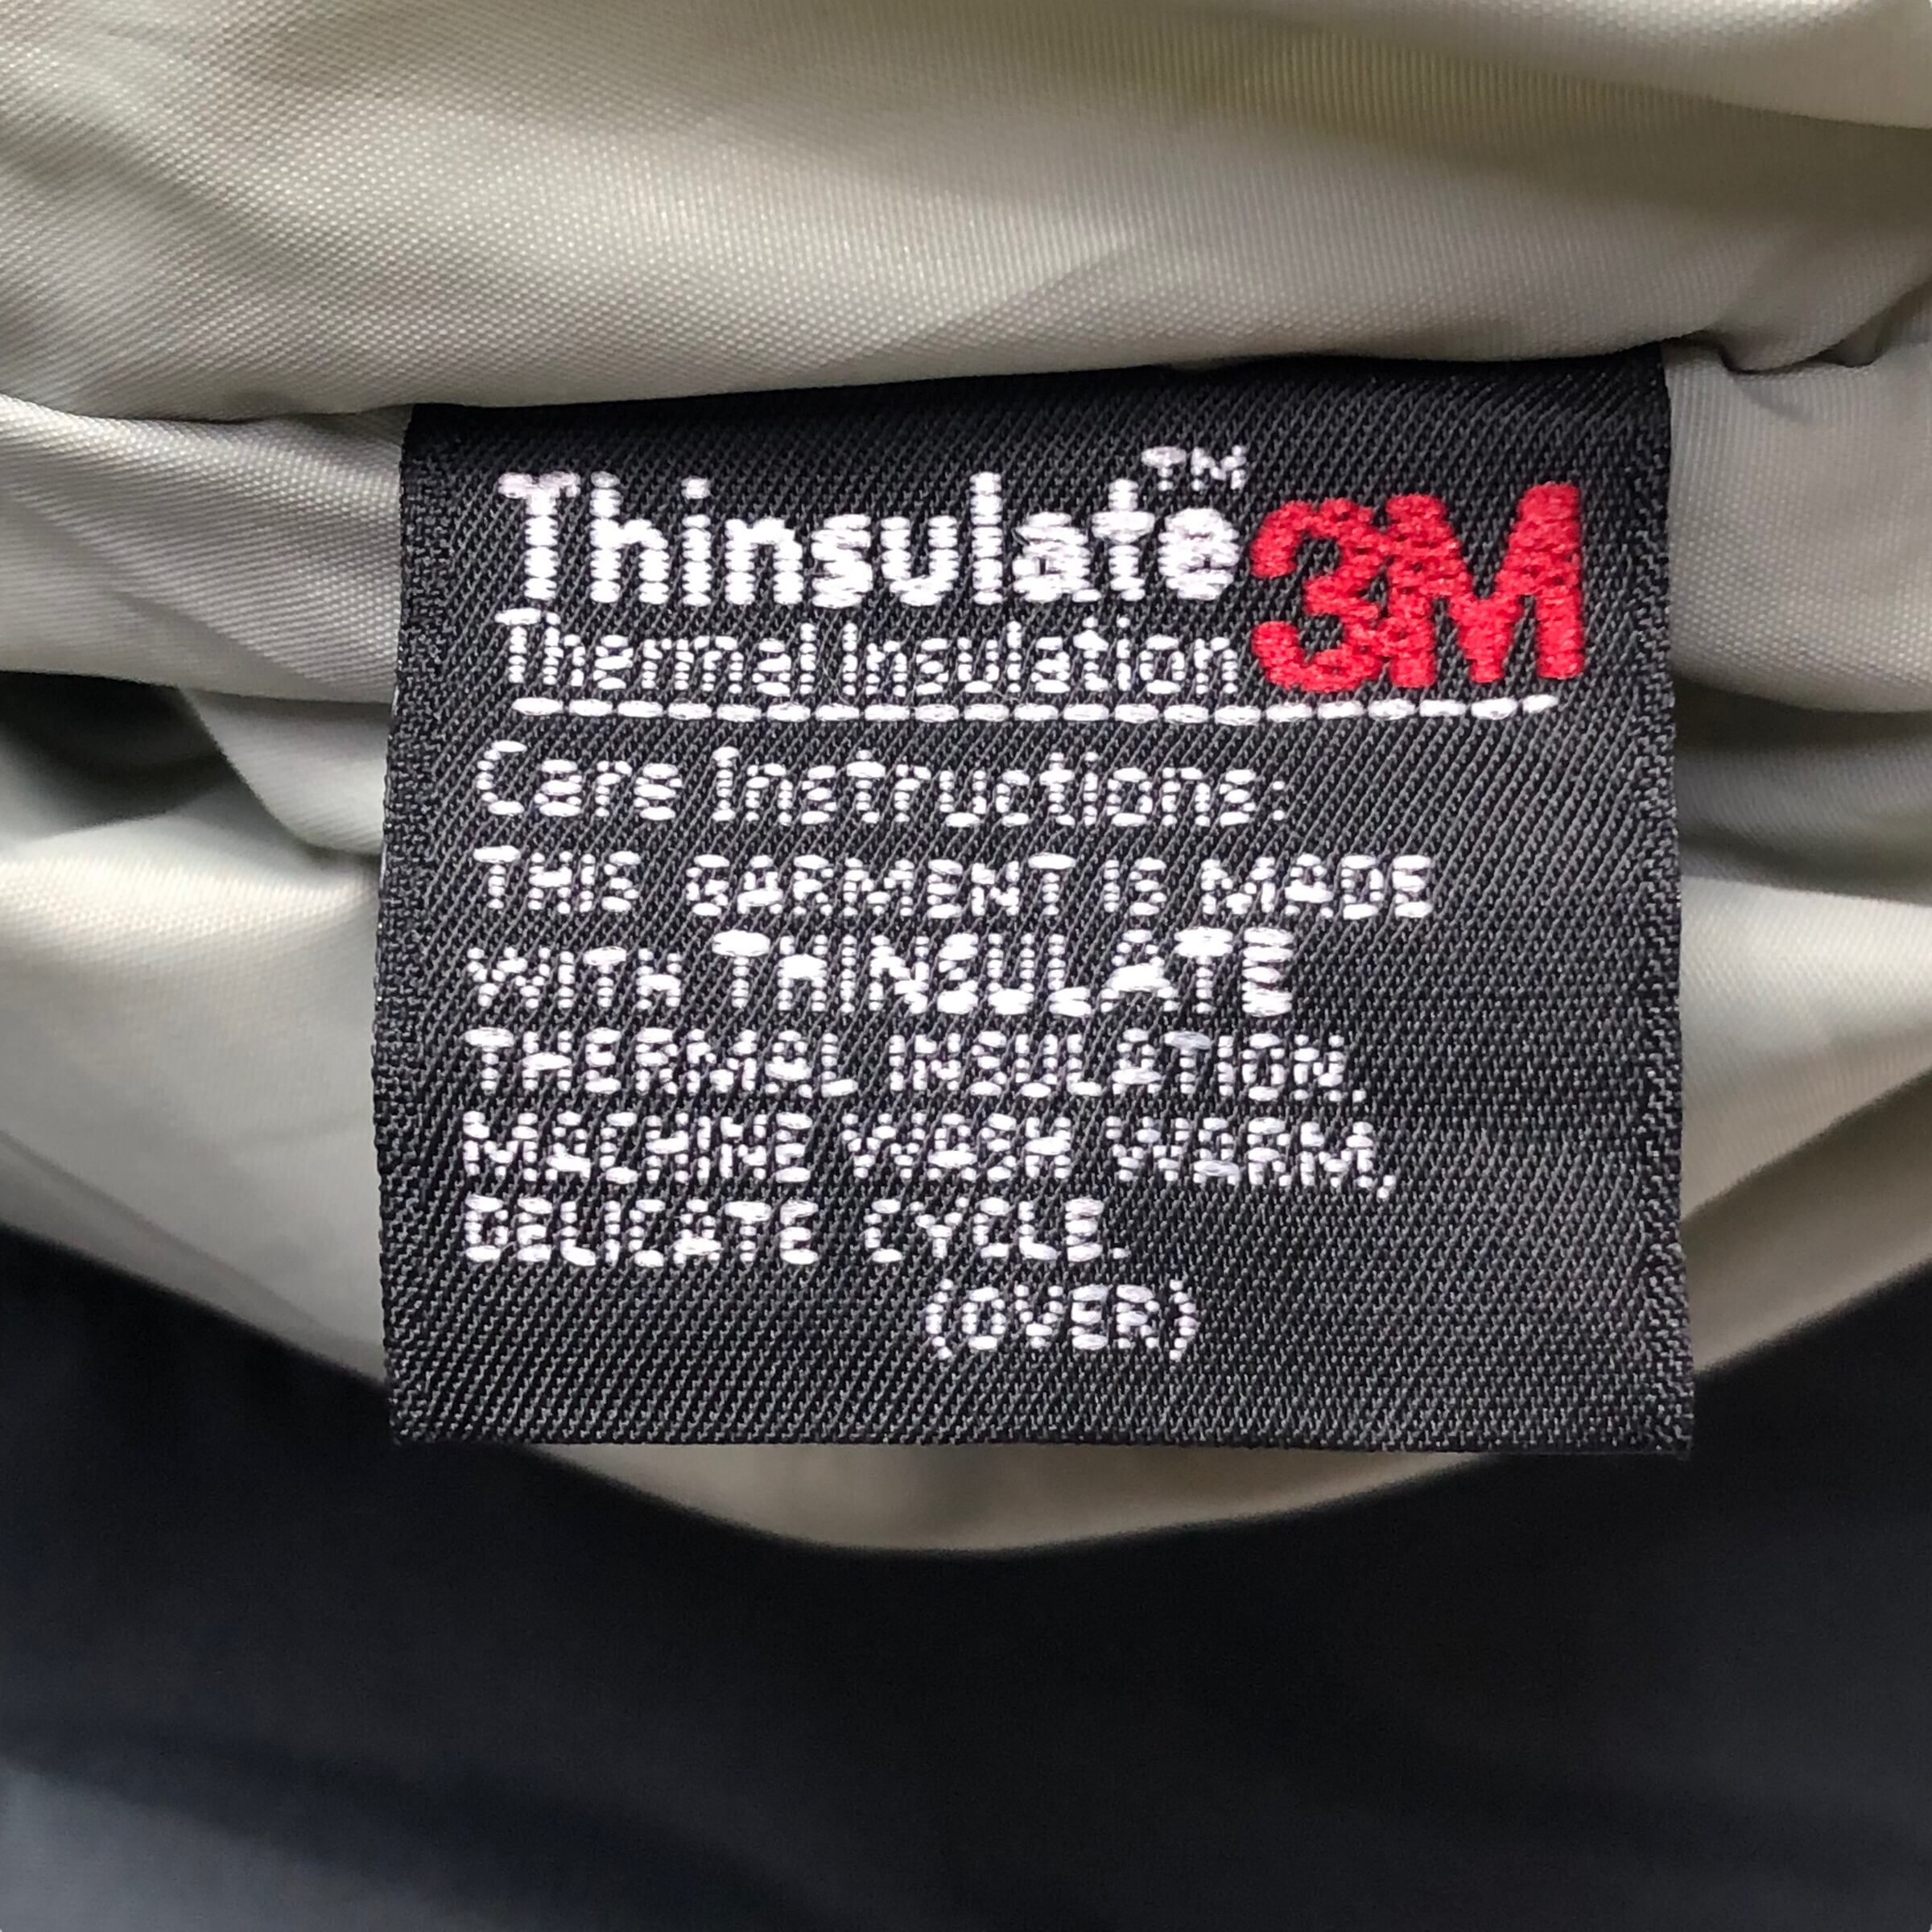 Thinsulate™ 3M
Thermal Insulation
Care Instructions:
THIS GARMENT IS MADE
WITH THINSULATE
THERMAL INSULATION.
MACHINE WASH WARM,
DELICATE CYCLE.
(OVER)